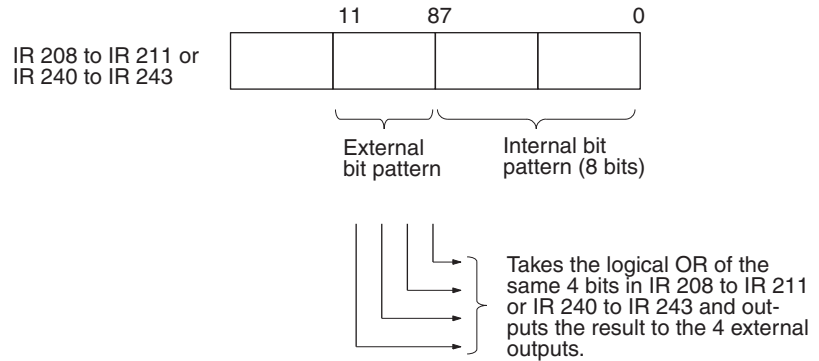 11 87 0
IR 208 to IR 211 or
IR 240 to IR 243
External
bit pattern
Internal bit
pattern (8 bits)
Takes the logical OR of the
same 4 bits in IR 208 to IR 211
or IR 240 to IR 243 and out-
puts the result to the 4 external
outputs.